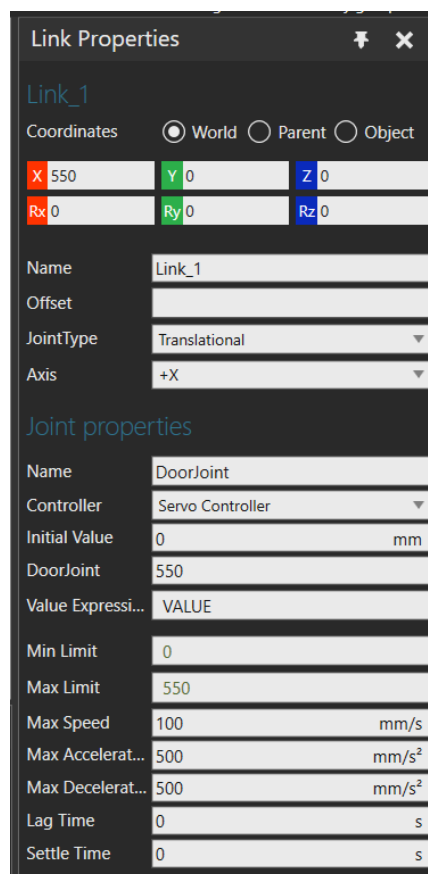 Link Properties
Link_1
Coordinates World Parent Object
X 550 Y 0 Z 0
Rx 0 Ry 0 Rz 0
Name Link_1
Offset
JointType Translational
Axis +X
Joint properties
Name DoorJoint
Controller Servo Controller
Initial Value 0 mm
DoorJoint 550
Value Expressi... VALUE
Min Limit 0
Max Limit 550
Max Speed 100 mm/s
Max Accelerat... 500 mm/s²
Max Decelerat... 500 mm/s²
Lag Time 0 s
Settle Time 0 s